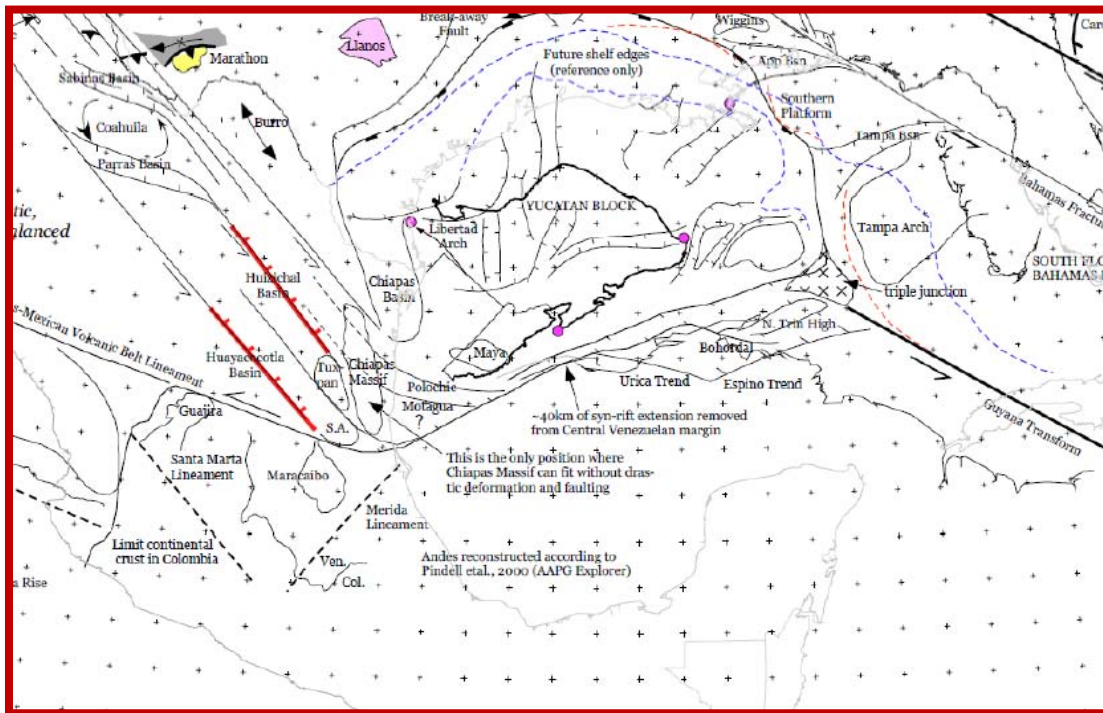 Break-away
Fault
Wiggins
Llanos
Marathon
Sabinas Basin
Future shelf edges
(reference only)
App Bsn
Southern
Platform
Coahuila
Burro
Parras Basin
Tampa Bsn
Bahamas Fractu
tic,
alanced
YUCATAN BLOCK
Libertad
Arch
Tampa Arch
SOUTH FLO
BAHAMAS
Huizachal
Basin
Chiapas
Basin
triple junction
s-Mexican Volcanic Belt Lineament
N. Trin High
Huayacocotla
Basin
Tux-
pan
Chiapas
Massif
Maya
Bohordal
Polochic
Motagua
?
Urica Trend
Espino Trend
Guajira
~40km of syn-rift extension removed
from Central Venezuelan margin
Guyana Transform
S.A.
Santa Marta
Lineament
Maracaibo
This is the only position where
Chiapas Massif can fit without dras-
tic deformation and faulting
Merida
Lineament
Limit continental
crust in Colombia
Ven.
Col.
Andes reconstructed according to
Pindell etal., 2000 (AAPG Explorer)
a Rise